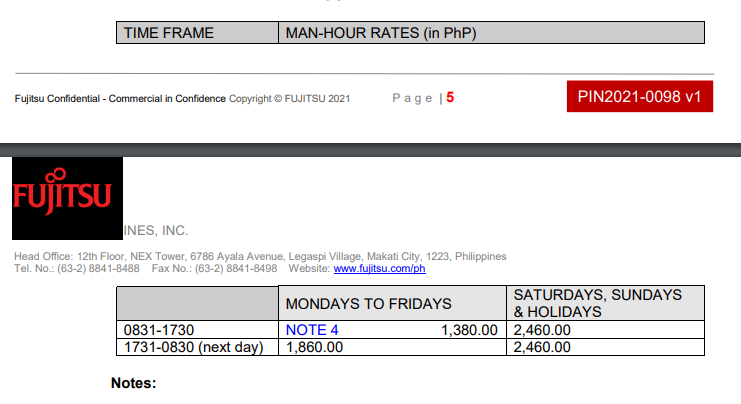 TIME FRAME MAN-HOUR RATES (in PhP)
Fujitsu Confidential - Commercial in Confidence Copyright © FUJITSU 2021 Page | 5 PIN2021-0098 v1
FUJITSU
INES, INC.
Head Office: 12th Floor, NEX Tower, 6786 Ayala Avenue, Legaspi Village, Makati City, 1223, Philippines
Tel. No.: (63-2) 8841-8488 Fax No.: (63-2) 8841-8498 Website: www.fujitsu.com/ph
MONDAYS TO FRIDAYS SATURDAYS, SUNDAYS
& HOLIDAYS
0831-1730 NOTE 4 1,380.00 2,460.00
1731-0830 (next day) 1,860.00 2,460.00
Notes: